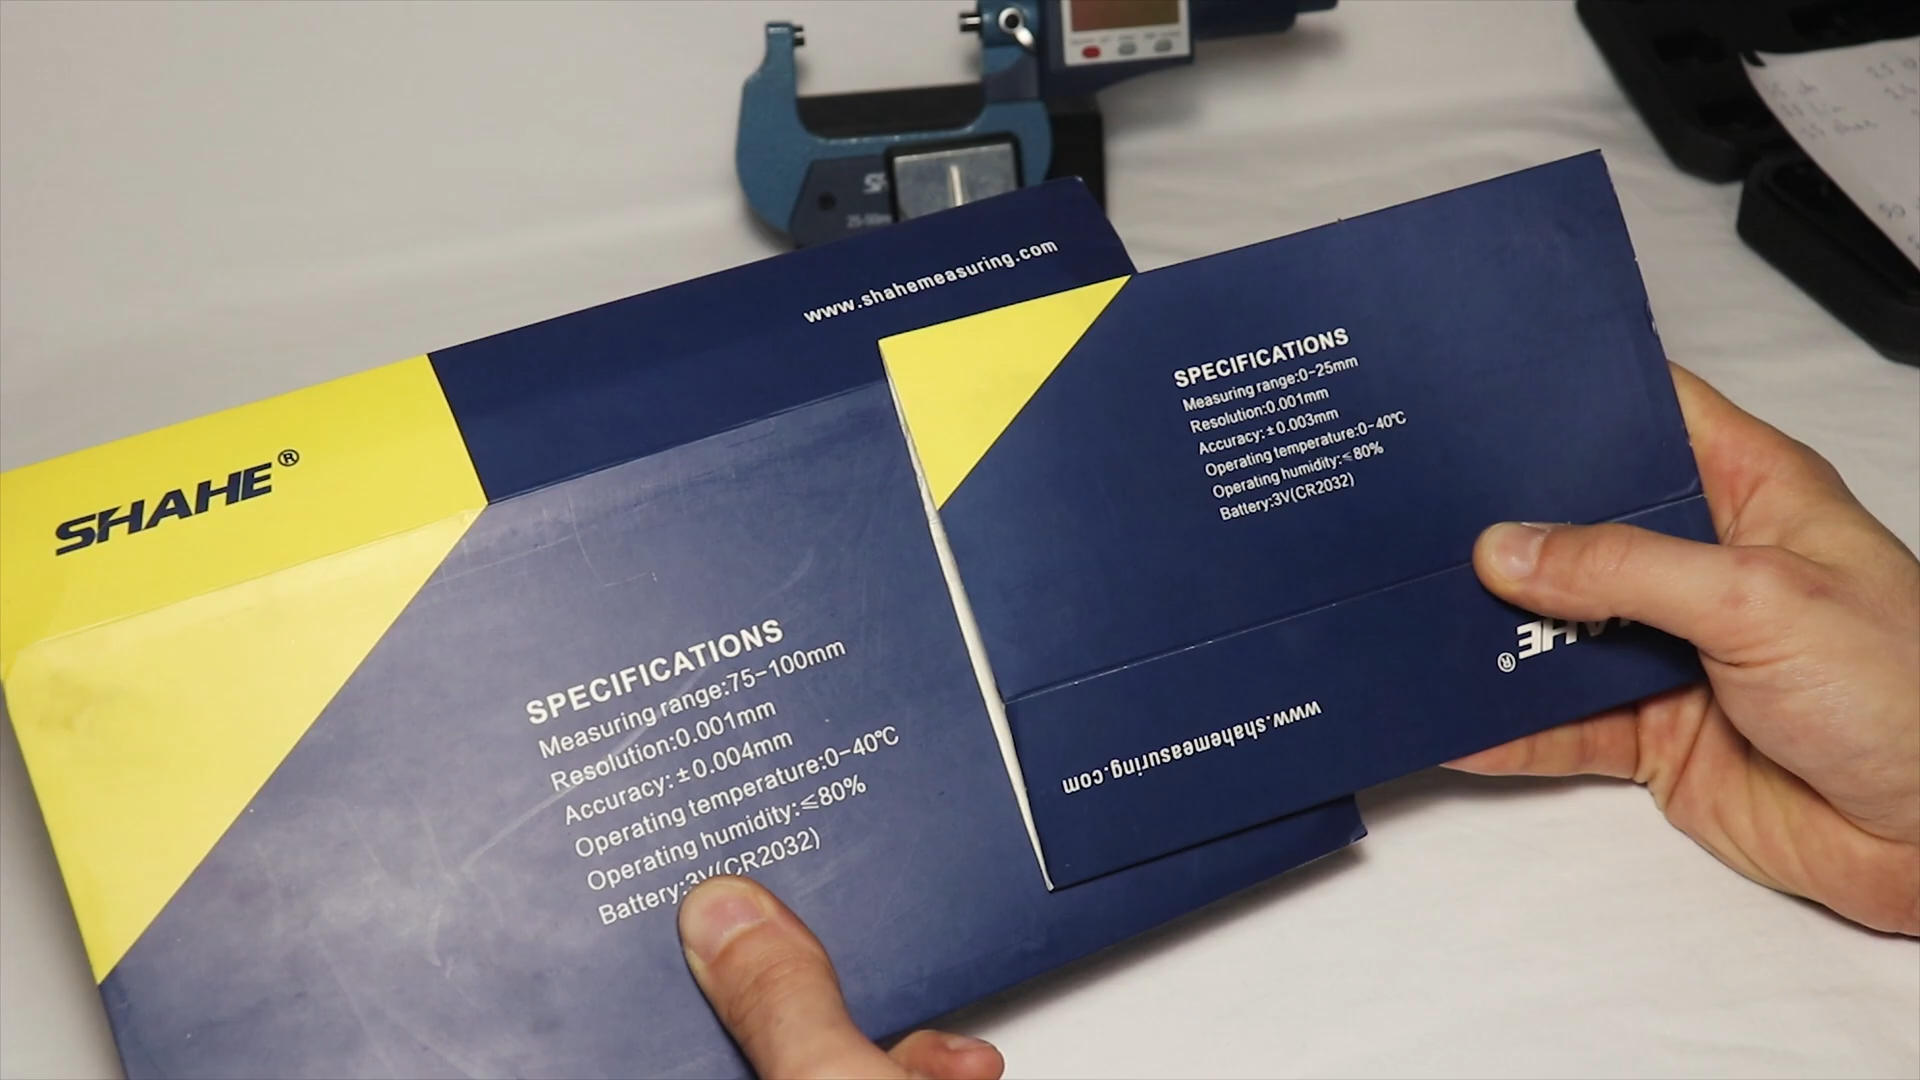 SHAHE®
www.shahemeasuring.com
SPECIFICATIONS
Measuring range:75-100mm
Resolution:0.001mm
Accuracy: ±0.004mm
Operating temperature:0-40℃
Operating humidity:≤80%
Battery:3V(CR2032)
SPECIFICATIONS
Measuring range:0-25mm
Resolution:0.001mm
Accuracy: ±0.003mm
Operating temperature:0-40℃
Operating humidity:≤80%
Battery:3V(CR2032)
www.shahemeasuring.com
AHE®